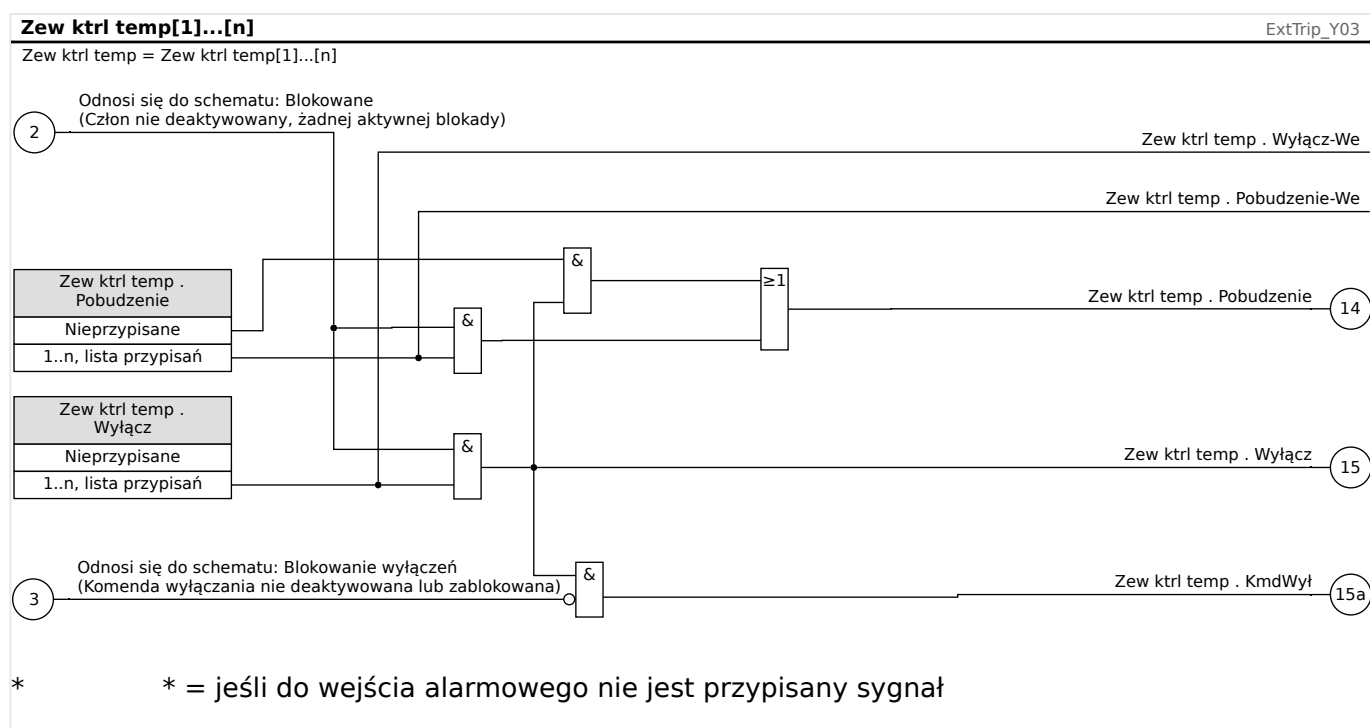 Zew ktrl temp[1]...[n]
ExtTrip_Y03
Zew ktrl temp = Zew ktrl temp[1]...[n]
Odnosi się do schematu: Blokowane
(Człon nie deaktywowany, żadnej aktywnej blokady)
2
Zew ktrl temp . Wyłącz-We
Zew ktrl temp . Pobudzenie-We
&
Zew ktrl temp .
Pobudzenie
≥1
Zew ktrl temp . Pobudzenie
14
Nieprzypisane
&
1..n, lista przypisań
Zew ktrl temp .
Wyłącz
&
Nieprzypisane
Zew ktrl temp . Wyłącz
15
1..n, lista przypisań
Odnosi się do schematu: Blokowanie wyłączeń
(Komenda wyłączania nie deaktywowana lub zablokowana)
3
&
Zew ktrl temp . KmdWył
15a
* * = jeśli do wejścia alarmowego nie jest przypisany sygnał